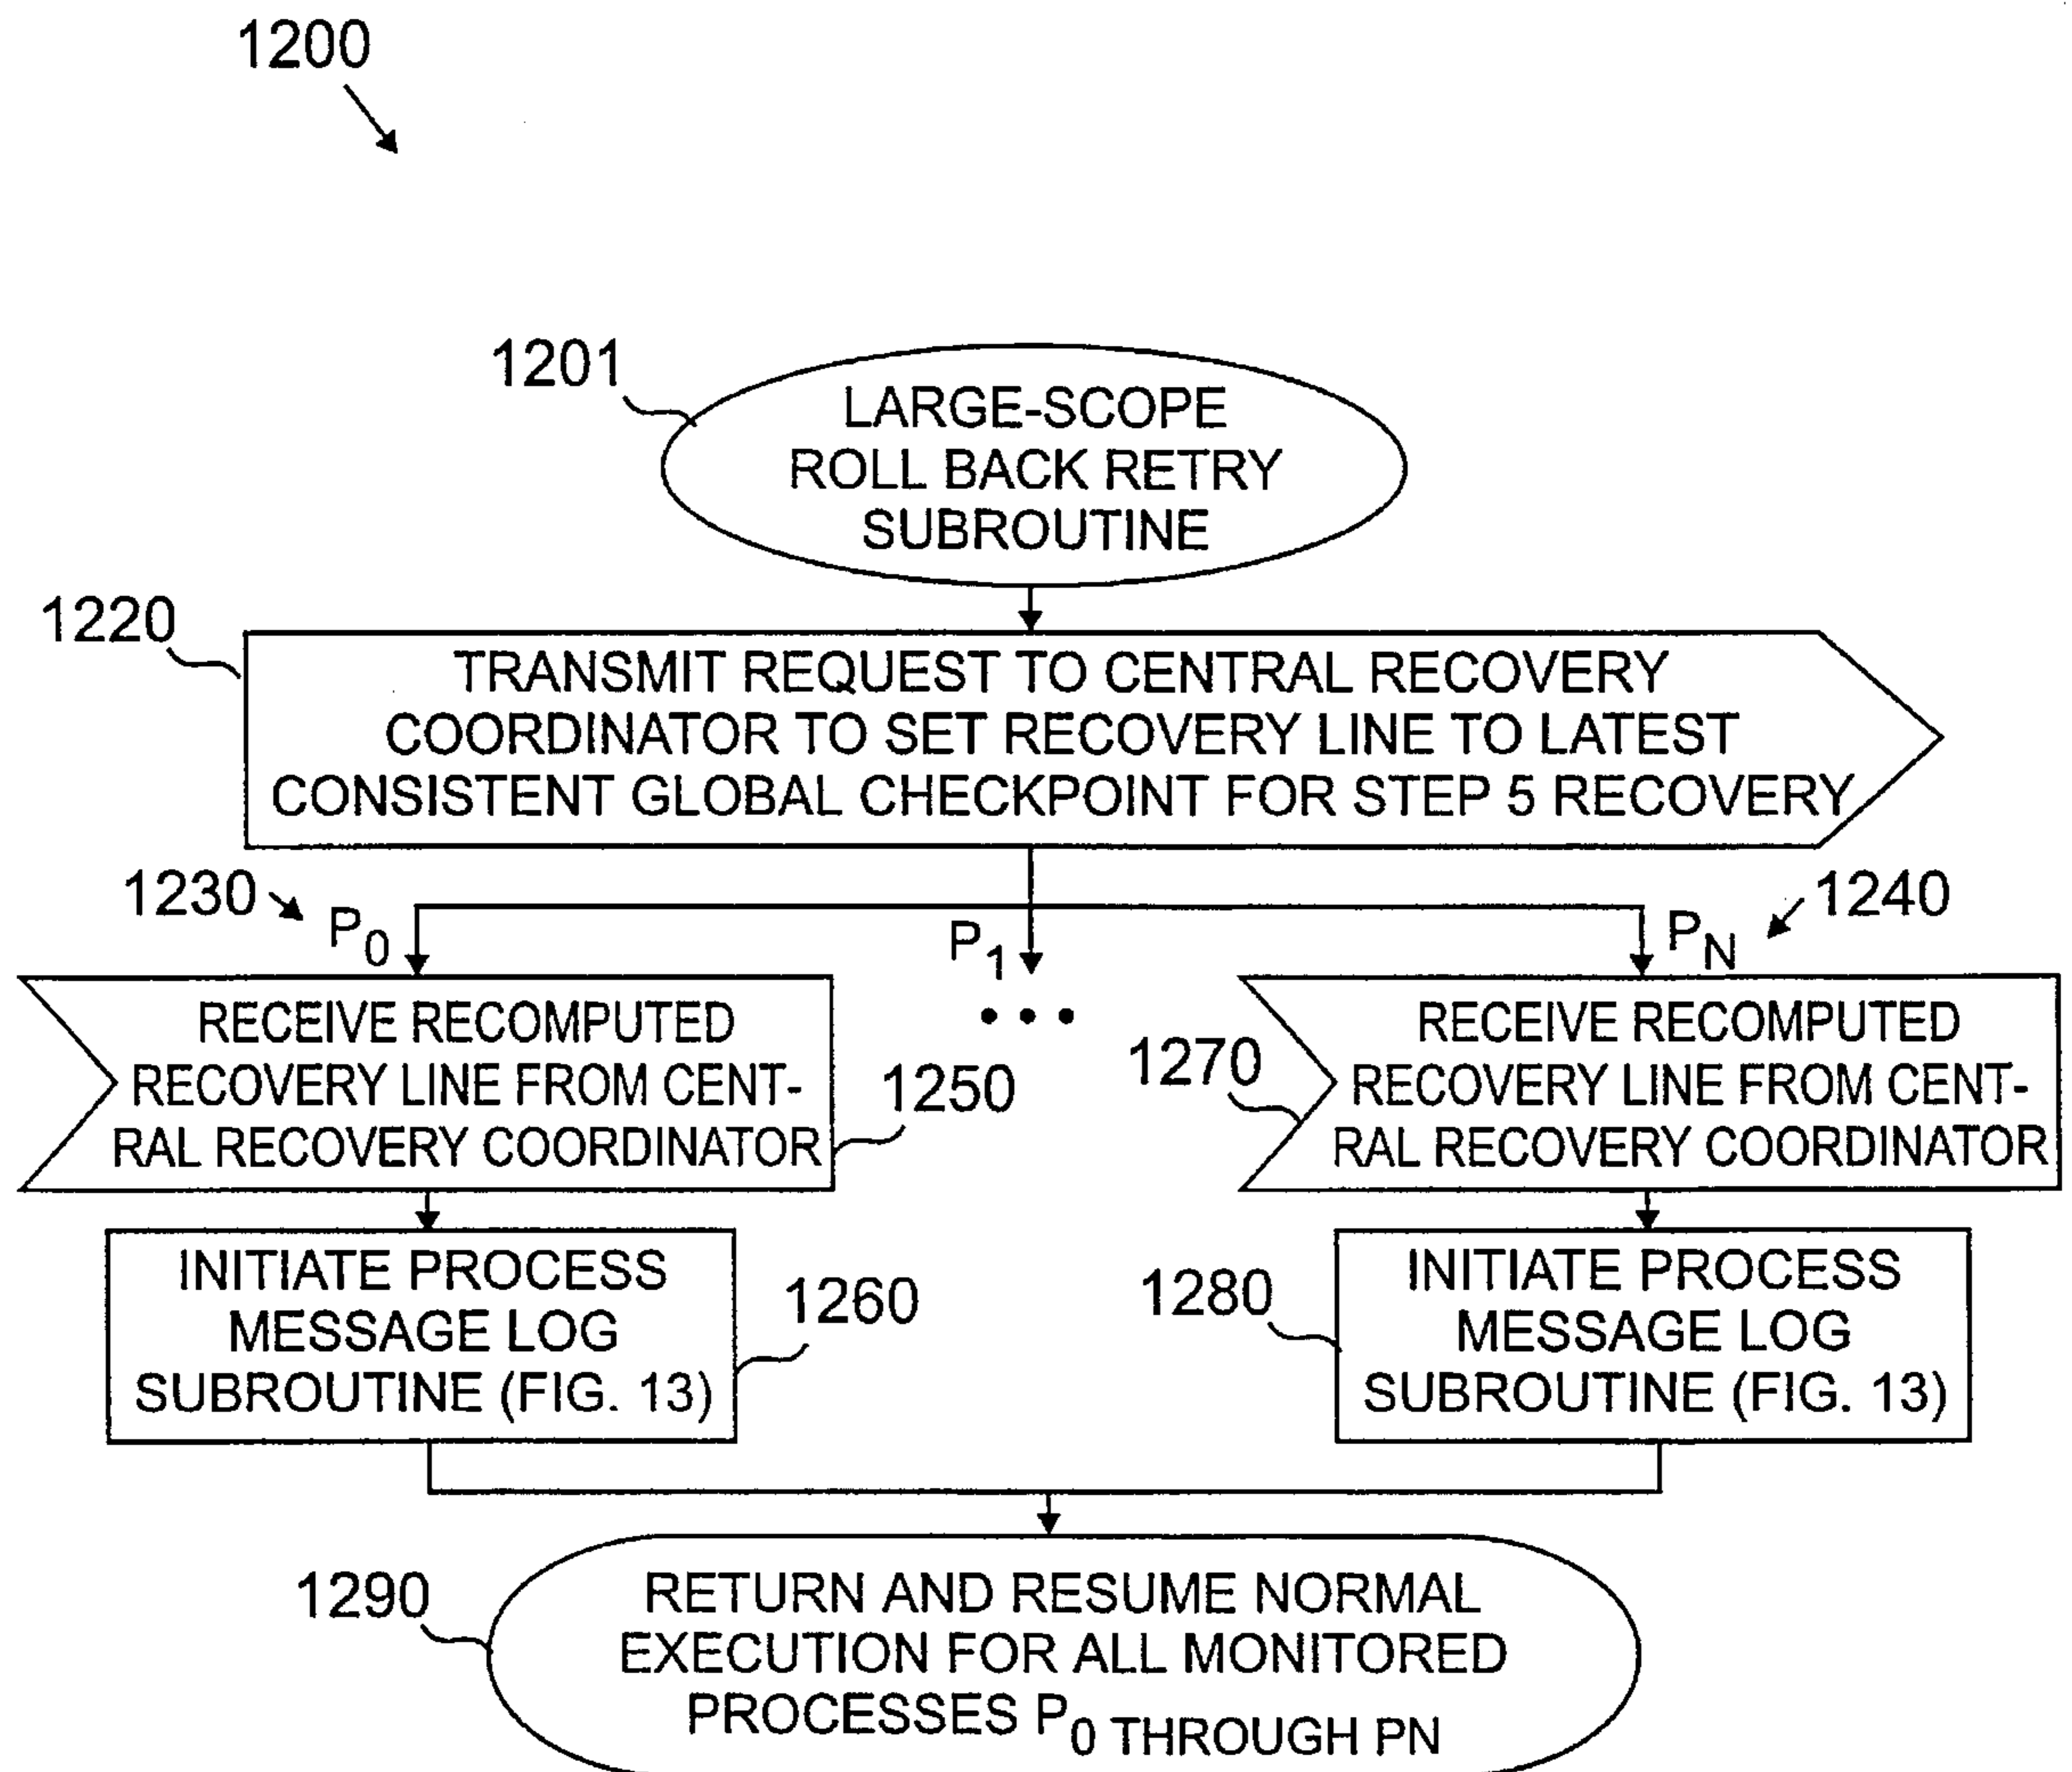 1200
1201
LARGE-SCOPE
ROLL BACK RETRY
SUBROUTINE
1220
TRANSMIT REQUEST TO CENTRAL RECOVERY
COORDINATOR TO SET RECOVERY LINE TO LATEST
CONSISTENT GLOBAL CHECKPOINT FOR STEP 5 RECOVERY
1230
P0
P1
PN
1240
RECEIVE RECOMPUTED
RECOVERY LINE FROM CENT-
RAL RECOVERY COORDINATOR
1250
• • •
1270
RECEIVE RECOMPUTED
RECOVERY LINE FROM CENT-
RAL RECOVERY COORDINATOR
INITIATE PROCESS
MESSAGE LOG
SUBROUTINE (FIG. 13)
1260
1280
INITIATE PROCESS
MESSAGE LOG
SUBROUTINE (FIG. 13)
1290
RETURN AND RESUME NORMAL
EXECUTION FOR ALL MONITORED
PROCESSES P0 THROUGH PN